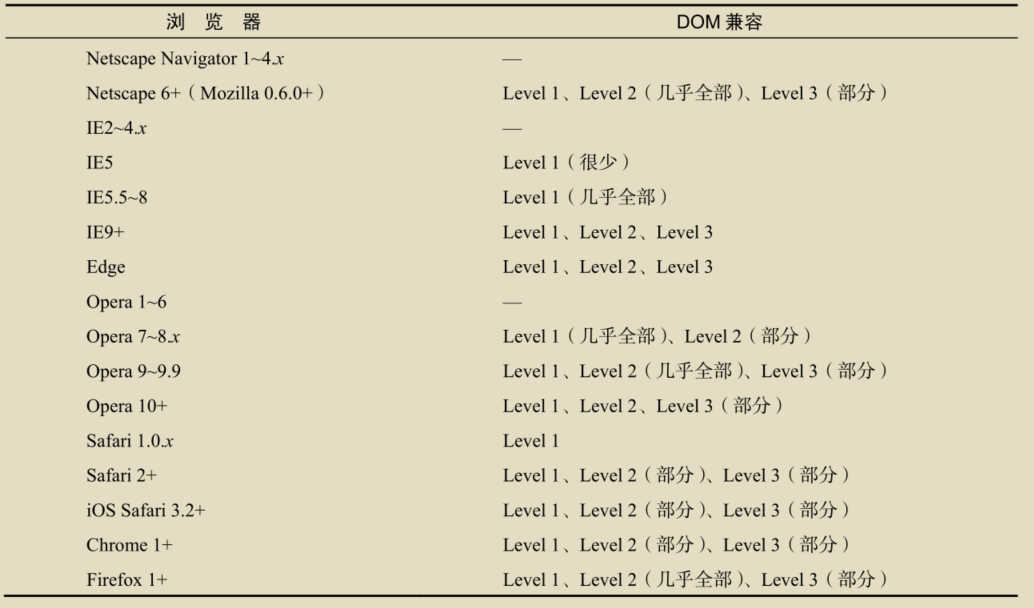 浏 览 器 DOM 兼容
Netscape Navigator 1~4.x —
Netscape 6+（Mozilla 0.6.0+） Level 1、Level 2（几乎全部）、Level 3（部分）
IE2~4.x —
IE5 Level 1（很少）
IE5.5~8 Level 1（几乎全部）
IE9+ Level 1、Level 2、Level 3
Edge Level 1、Level 2、Level 3
Opera 1~6 —
Opera 7~8.x Level 1（几乎全部）、Level 2（部分）
Opera 9~9.9 Level 1、Level 2（几乎全部）、Level 3（部分）
Opera 10+ Level 1、Level 2、Level 3（部分）
Safari 1.0.x Level 1
Safari 2+ Level 1、Level 2（部分）、Level 3（部分）
iOS Safari 3.2+ Level 1、Level 2（部分）、Level 3（部分）
Chrome 1+ Level 1、Level 2（部分）、Level 3（部分）
Firefox 1+ Level 1、Level 2（几乎全部）、Level 3（部分）